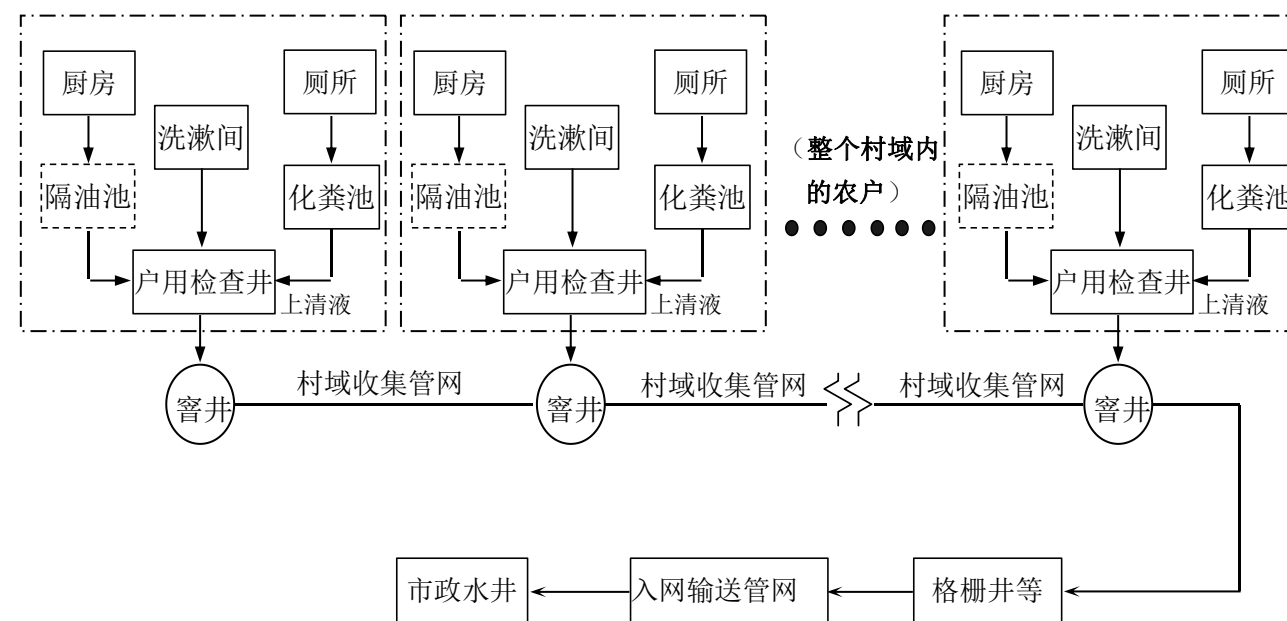 厨房
厕所
洗漱间
隔油池
化粪池
户用检查井
上清液
厨房
厕所
洗漱间
隔油池
化粪池
户用检查井
上清液
（整个村域内
的农户）
厨房
厕所
洗漱间
隔油池
化粪池
户用检查井
上清液
窨井
村域收集管网
窨井
村域收集管网
村域收集管网
窨井
市政水井
入网输送管网
格栅井等